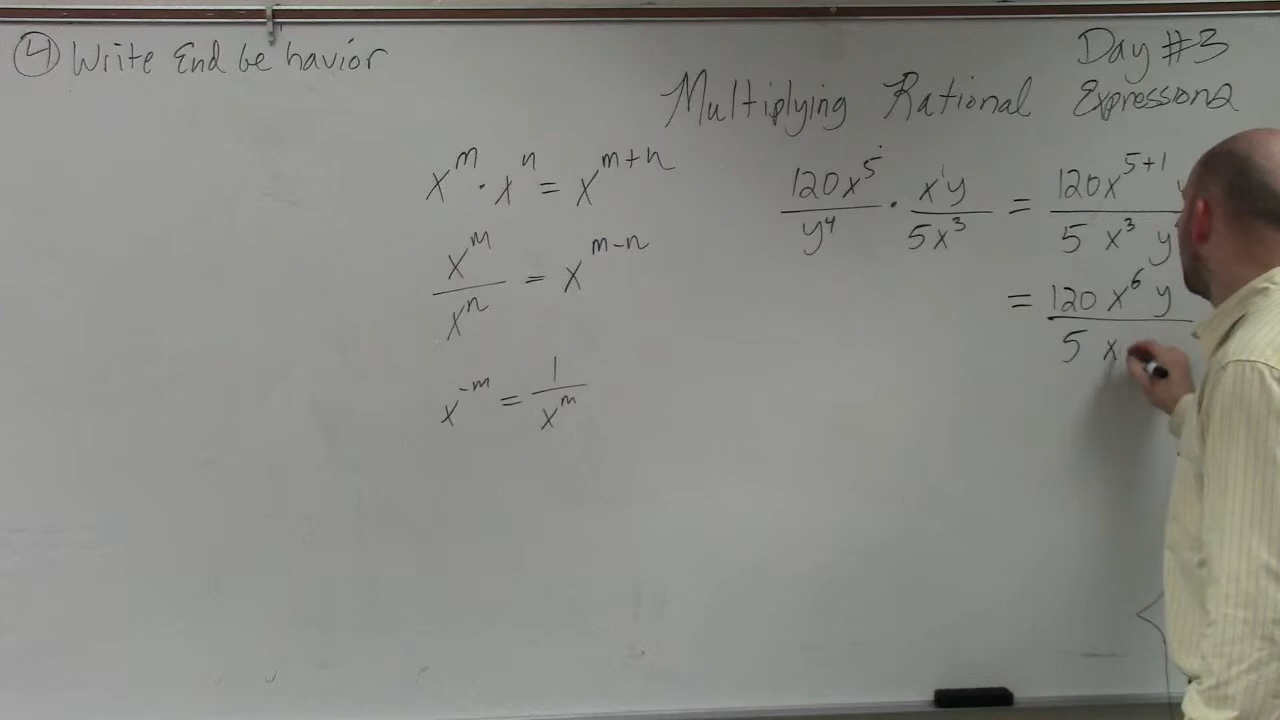 ④ Write End behavior
Day #3
Multiplying Rational Expressions
x^m · x^n = x^{m+n}
x^m / x^n = x^{m-n}
x^{-m} = 1 / x^m
120x^5 / y^4 · x^1y / 5x^3 = 120x^{5+1} / 5 x^3 y
= 120 x^6 y / 5 x